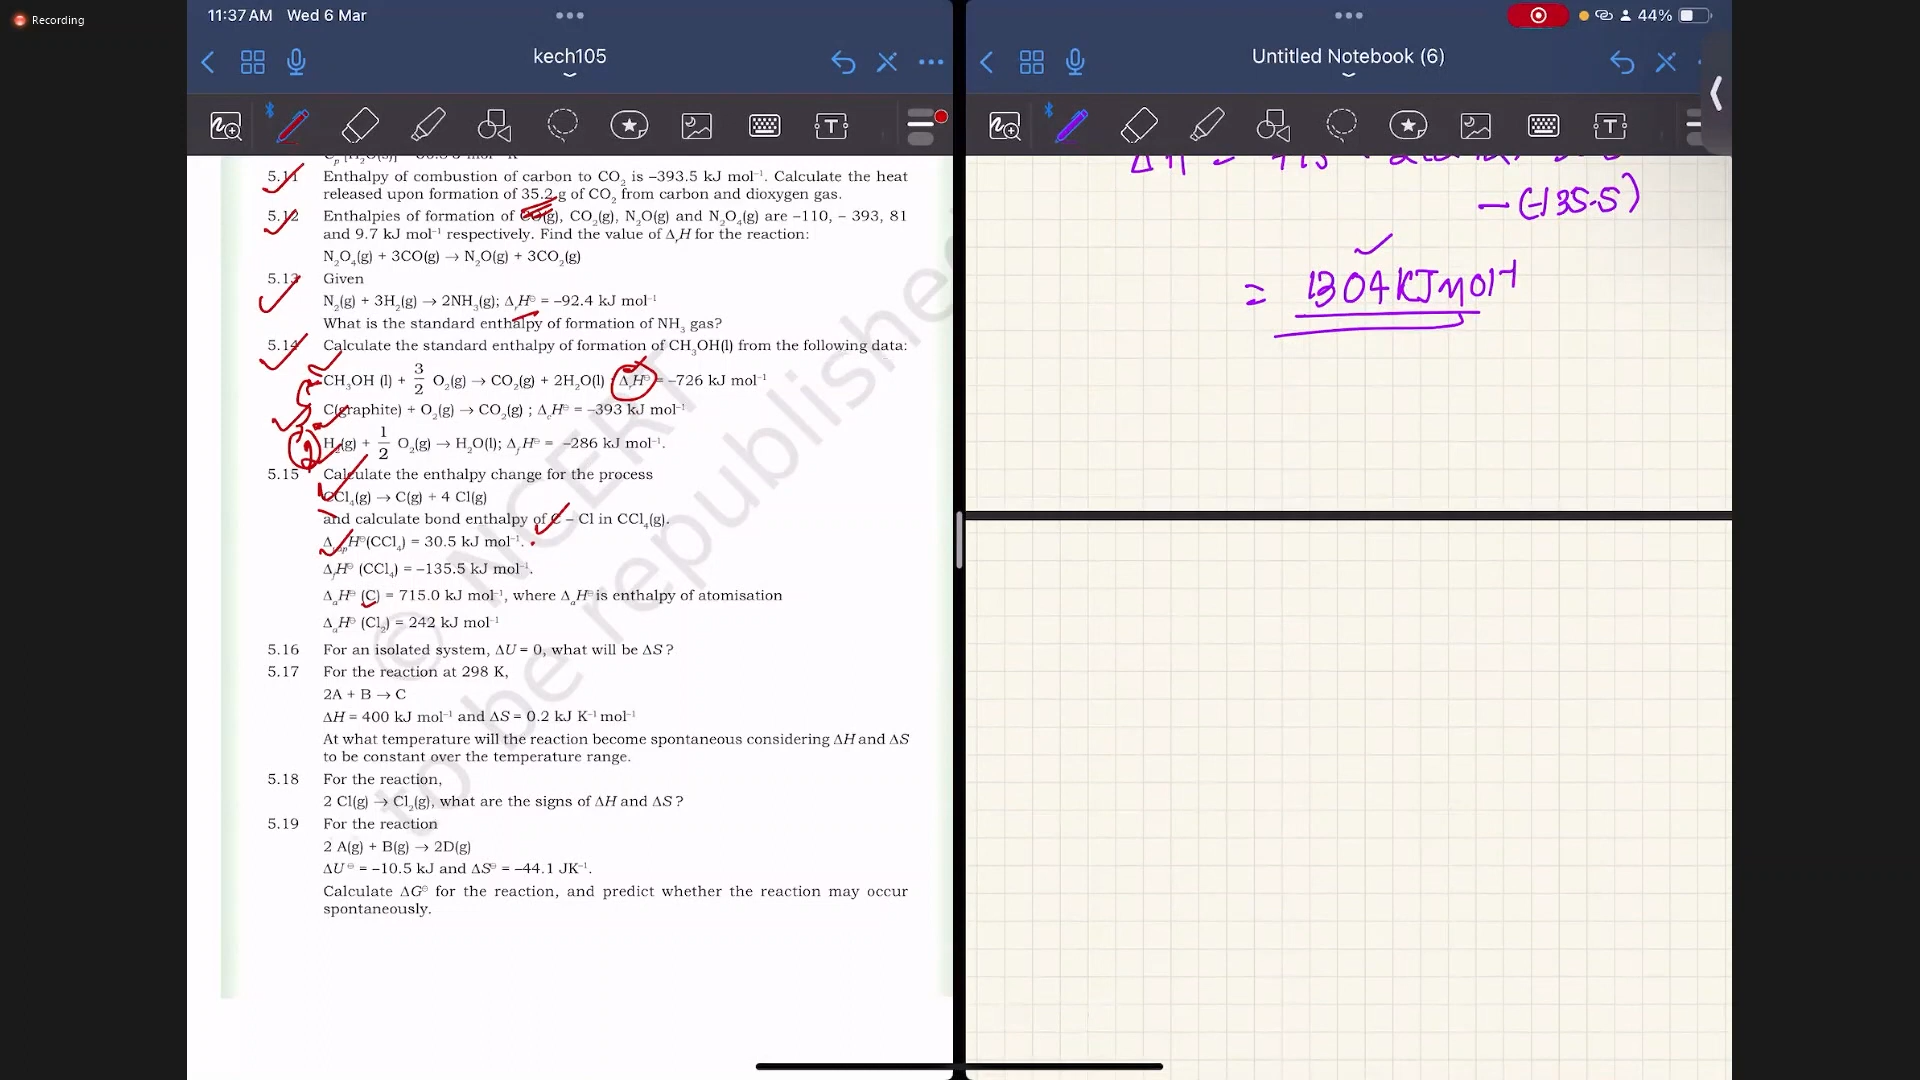 Recording
11:37AM Wed 6 Mar
44%
kech105
Untitled Notebook (6)
5.11 Enthalpy of combustion of carbon to CO₂ is –393.5 kJ mol⁻¹. Calculate the heat
released upon formation of 35.2 g of CO₂ from carbon and dioxygen gas.
5.12 Enthalpies of formation of CO(g), CO₂(g), N₂O(g) and N₂O₄(g) are –110, – 393, 81
and 9.7 kJ mol⁻¹ respectively. Find the value of ΔᵣH for the reaction:
N₂O₄(g) + 3CO(g) → N₂O(g) + 3CO₂(g)
5.13 Given
N₂(g) + 3H₂(g) → 2NH₃(g); ΔᵣH⊖ = –92.4 kJ mol⁻¹
What is the standard enthalpy of formation of NH₃ gas?
5.14 Calculate the standard enthalpy of formation of CH₃OH(l) from the following data:
CH₃OH (l) + 3/2 O₂(g) → CO₂(g) + 2H₂O(l) ; ΔᵣH⊖ = –726 kJ mol⁻¹
C(graphite) + O₂(g) → CO₂(g) ; Δ_cH⊖ = –393 kJ mol⁻¹
2
H₂(g) + 1/2 O₂(g) → H₂O(l); Δ_fH⊖ = –286 kJ mol⁻¹.
5.15 Calculate the enthalpy change for the process
CCl₄(g) → C(g) + 4 Cl(g)
and calculate bond enthalpy of C – Cl in CCl₄(g).
H⊖(CCl₄) = 30.5 kJ mol⁻¹.
Δ_fH⊖ (CCl₄) = –135.5 kJ mol⁻¹.
ΔₐH⊖ (C) = 715.0 kJ mol⁻¹, where ΔₐH⊖ is enthalpy of atomisation
ΔₐH⊖ (Cl₂) = 242 kJ mol⁻¹
5.16 For an isolated system, ΔU = 0, what will be ΔS ?
5.17 For the reaction at 298 K,
2A + B → C
ΔH = 400 kJ mol⁻¹ and ΔS = 0.2 kJ K⁻¹ mol⁻¹
At what temperature will the reaction become spontaneous considering ΔH and ΔS
to be constant over the temperature range.
5.18 For the reaction,
2 Cl(g) → Cl₂(g), what are the signs of ΔH and ΔS ?
5.19 For the reaction
2 A(g) + B(g) → 2D(g)
ΔU⊖ = –10.5 kJ and ΔS⊖ = –44.1 JK⁻¹.
Calculate ΔG⊖ for the reaction, and predict whether the reaction may occur
spontaneously.
© NCERT
to be republished
– (-135.5)
= 1304 KJ mol⁻¹